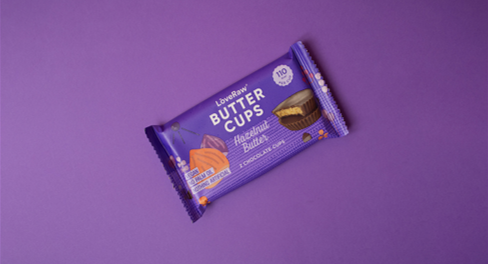 LoveRaw®
BUTTER
CUPS
Hazelnut
Butter
2 CHOCOLATE CUPS
110